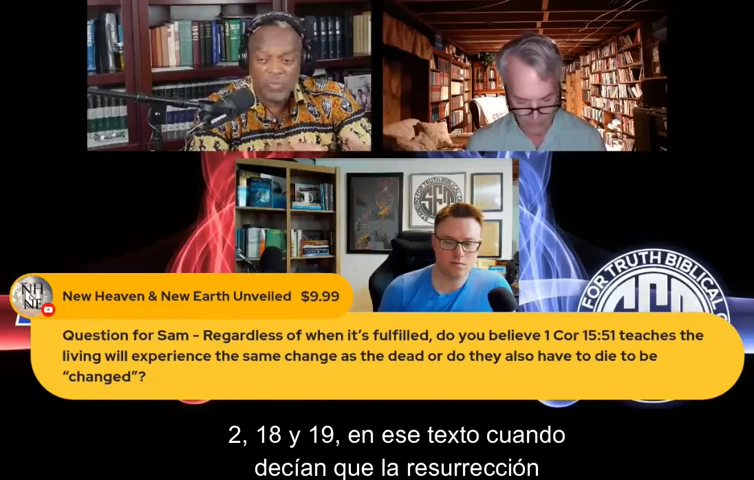 NH
NE
New Heaven & New Earth Unveiled $9.99
Question for Sam - Regardless of when it's fulfilled, do you believe 1 Cor 15:51 teaches the
living will experience the same change as the dead or do they also have to die to be
"changed"?
FOR TRUTH BIBLICAL
2, 18 y 19, en ese texto cuando
decían que la resurrección